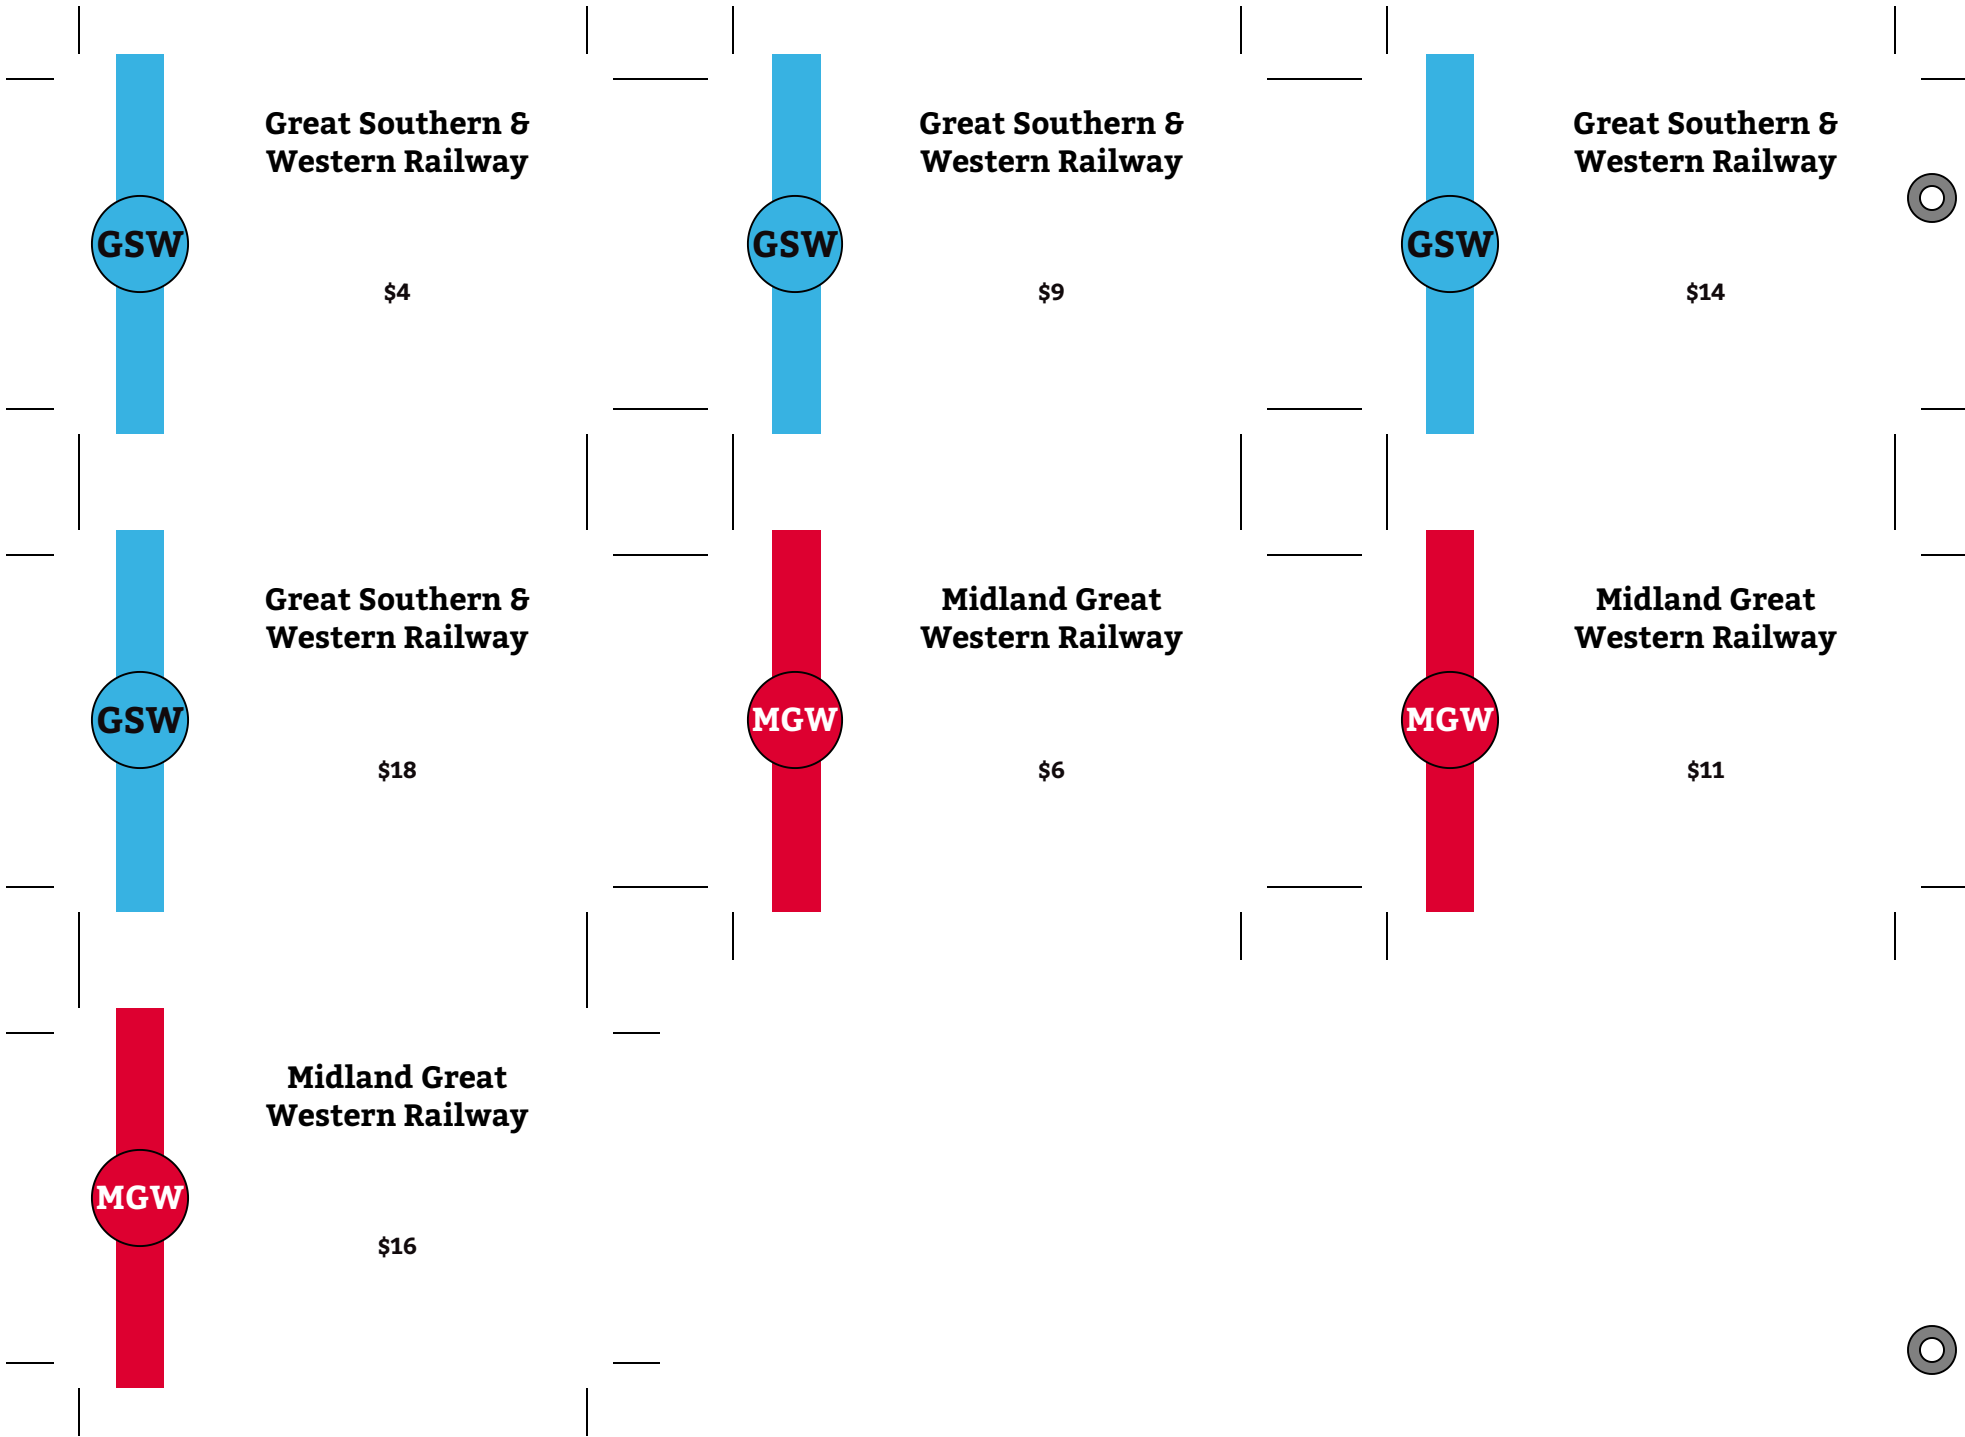 GSW
Great Southern &
Western Railway
$4
GSW
Great Southern &
Western Railway
$9
GSW
Great Southern &
Western Railway
$14
GSW
Great Southern &
Western Railway
$18
MGW
Midland Great
Western Railway
$6
MGW
Midland Great
Western Railway
$11
MGW
Midland Great
Western Railway
$16